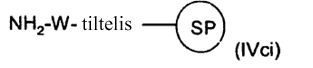 NH₂-W- tiltelis — SP
(IVci)